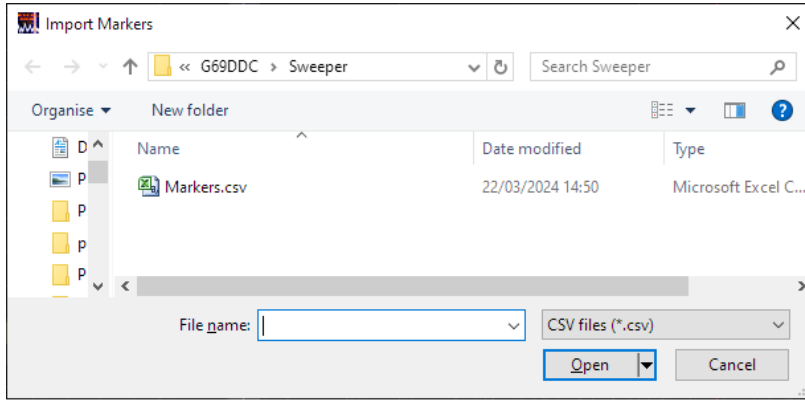 Import Markers
« G69DDC > Sweeper
Search Sweeper
Organise
New folder
Name
Date modified
Type
D
P
P
p
P
Markers.csv
22/03/2024 14:50
Microsoft Excel C...
File name:
CSV files (*.csv)
Open
Cancel